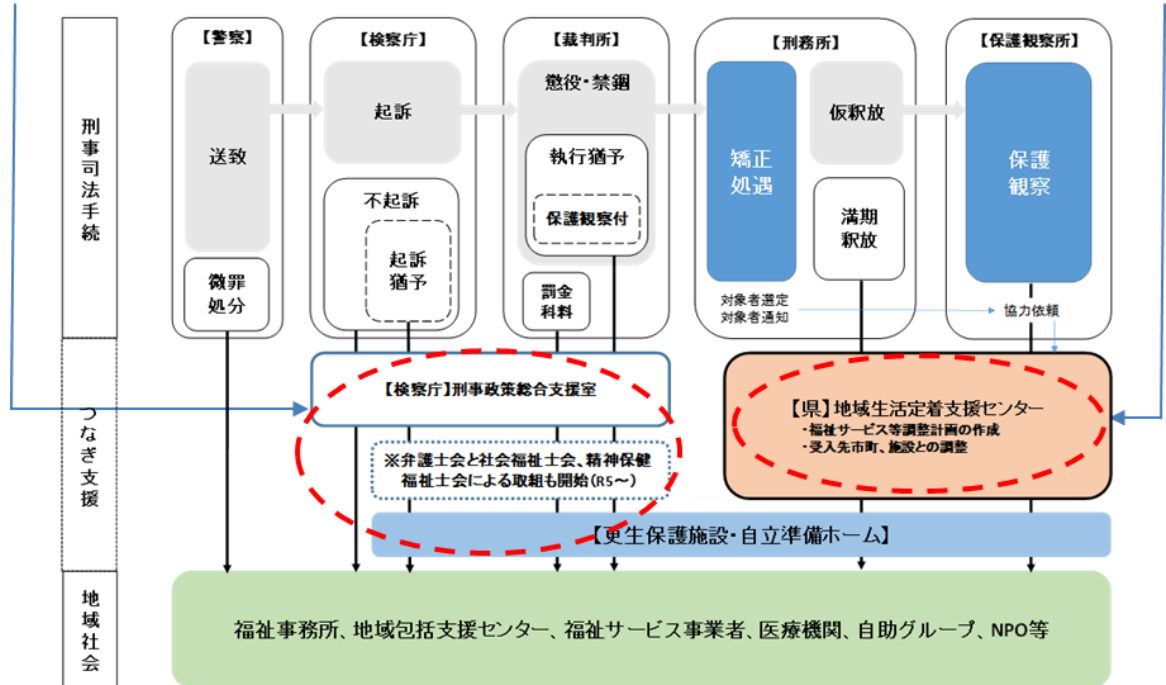 刑事司法手続
【警察】
送致
微罪
処分
【検察庁】
起訴
不起訴
起訴
猶予
【裁判所】
懲役・禁錮
執行猶予
保護観察付
罰金
科料
【刑務所】
矯正
処遇
仮釈放
満期
釈放
対象者選定
対象者通知
【保護観察所】
保護
観察
協力依頼
つなぎ支援
【検察庁】刑事政策総合支援室
※弁護士会と社会福祉士会、精神保健
福祉士会による取組も開始(R5～)
【県】地域生活定着支援センター
・福祉サービス等調整計画の作成
・受入先市町、施設との調整
【更生保護施設・自立準備ホーム】
地域社会
福祉事務所、地域包括支援センター、福祉サービス事業者、医療機関、自助グループ、NPO等